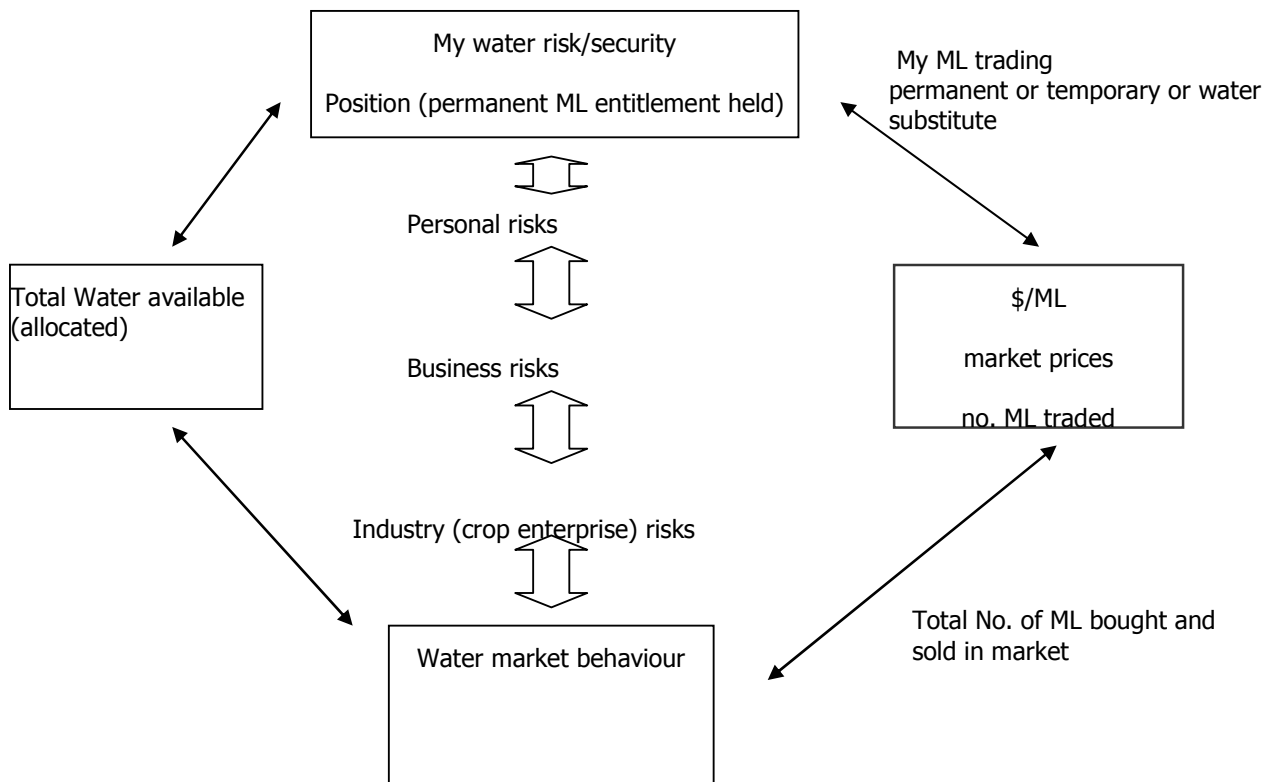 My water risk/security
Position (permanent ML entitlement held)
My ML trading
permanent or temporary or water
substitute
Personal risks
Total Water available
(allocated)
$/ML
market prices
no. ML traded
Business risks
Industry (crop enterprise) risks
Total No. of ML bought and
sold in market
Water market behaviour